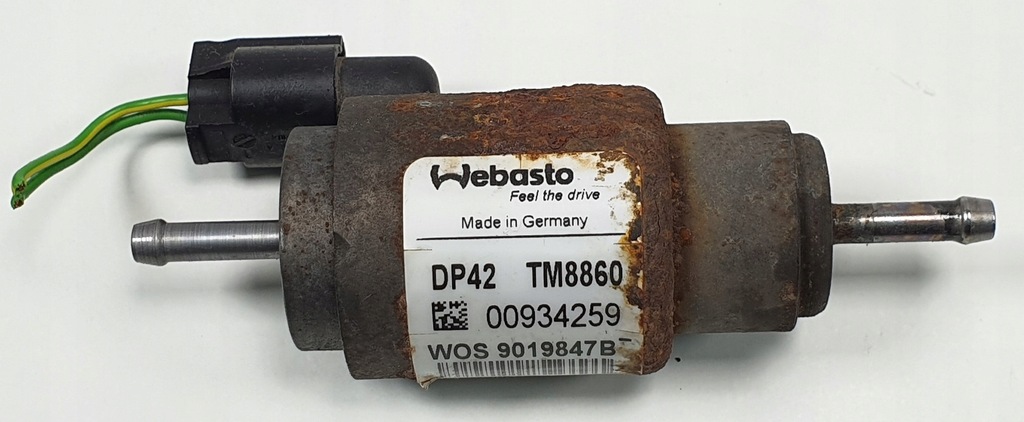 Webasto
Feel the drive
Made in Germany
DP42 TM8860
00934259
WOS 9019847B